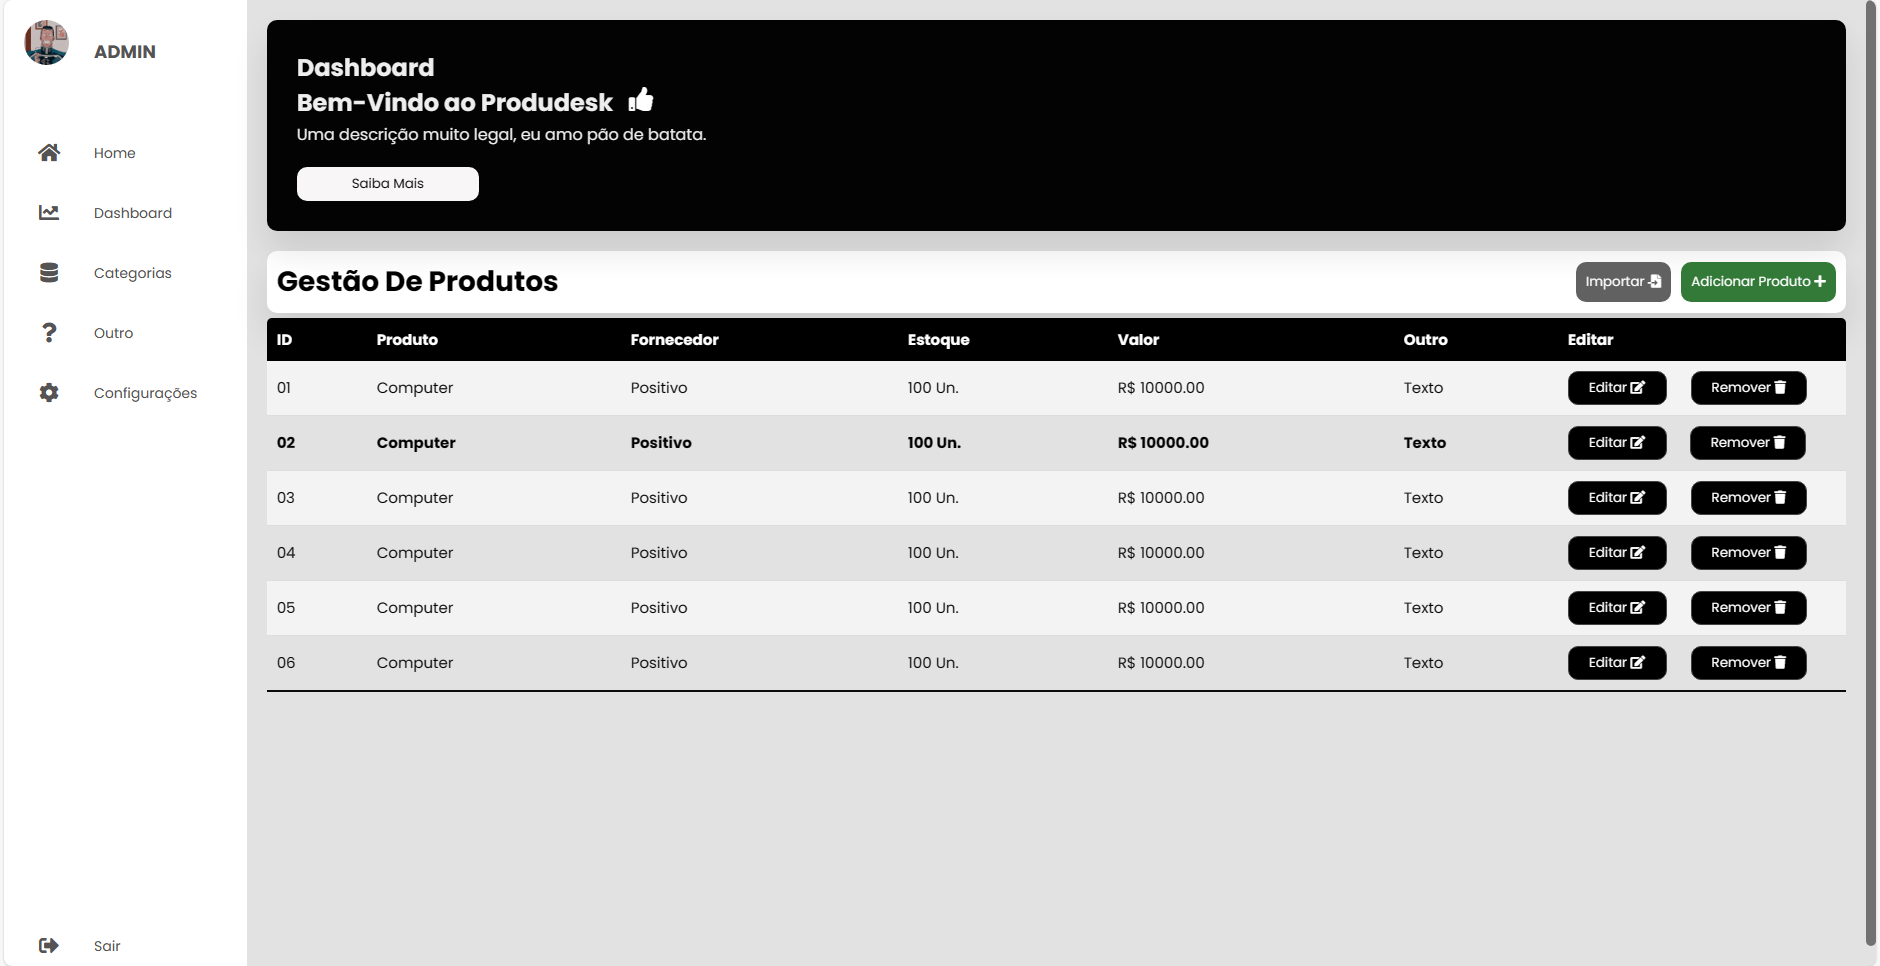 ADMIN
Home
Dashboard
Categorias
Outro
Configurações
Sair
Dashboard
Bem-Vindo ao Produdesk
Uma descrição muito legal, eu amo pão de batata.
Saiba Mais
Gestão De Produtos Importar Adicionar Produto
ID Produto Fornecedor Estoque Valor Outro Editar
01 Computer Positivo 100 Un. R$ 10000.00 Texto Editar Remover
02 Computer Positivo 100 Un. R$ 10000.00 Texto Editar Remover
03 Computer Positivo 100 Un. R$ 10000.00 Texto Editar Remover
04 Computer Positivo 100 Un. R$ 10000.00 Texto Editar Remover
05 Computer Positivo 100 Un. R$ 10000.00 Texto Editar Remover
06 Computer Positivo 100 Un. R$ 10000.00 Texto Editar Remover